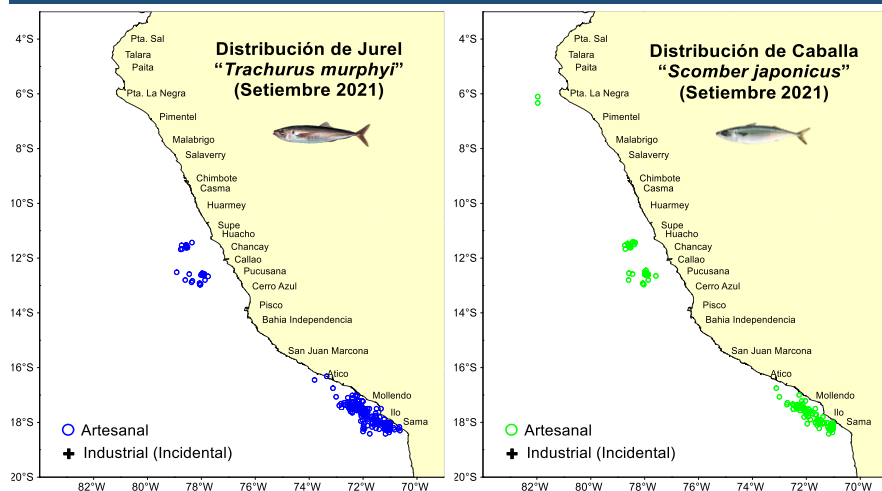 Distribución de Jurel
“Trachurus murphyi”
(Setiembre 2021)
4°S
6°S
8°S
10°S
12°S
14°S
16°S
18°S
20°S
Pta. Sal
Talara
Paita
Pta. La Negra
Pimentel
Malabrigo
Salaverry
Chimbote
Casma
Huarmey
Supe
Huacho
Chancay
Callao
Pucusana
Cerro Azul
Pisco
Bahia Independencia
San Juan Marcona
Atico
Mollendo
Ilo
Sama
Artesanal
Industrial (Incidental)
82°W 80°W 78°W 76°W 74°W 72°W 70°W
Distribución de Caballa
“Scomber japonicus”
(Setiembre 2021)
4°S
6°S
8°S
10°S
12°S
14°S
16°S
18°S
20°S
Pta. Sal
Talara
Paita
Pta. La Negra
Pimentel
Malabrigo
Salaverry
Chimbote
Casma
Huarmey
Supe
Huacho
Chancay
Callao
Pucusana
Cerro Azul
Pisco
Bahia Independencia
San Juan Marcona
Atico
Mollendo
Ilo
Sama
Artesanal
Industrial (Incidental)
82°W 80°W 78°W 76°W 74°W 72°W 70°W